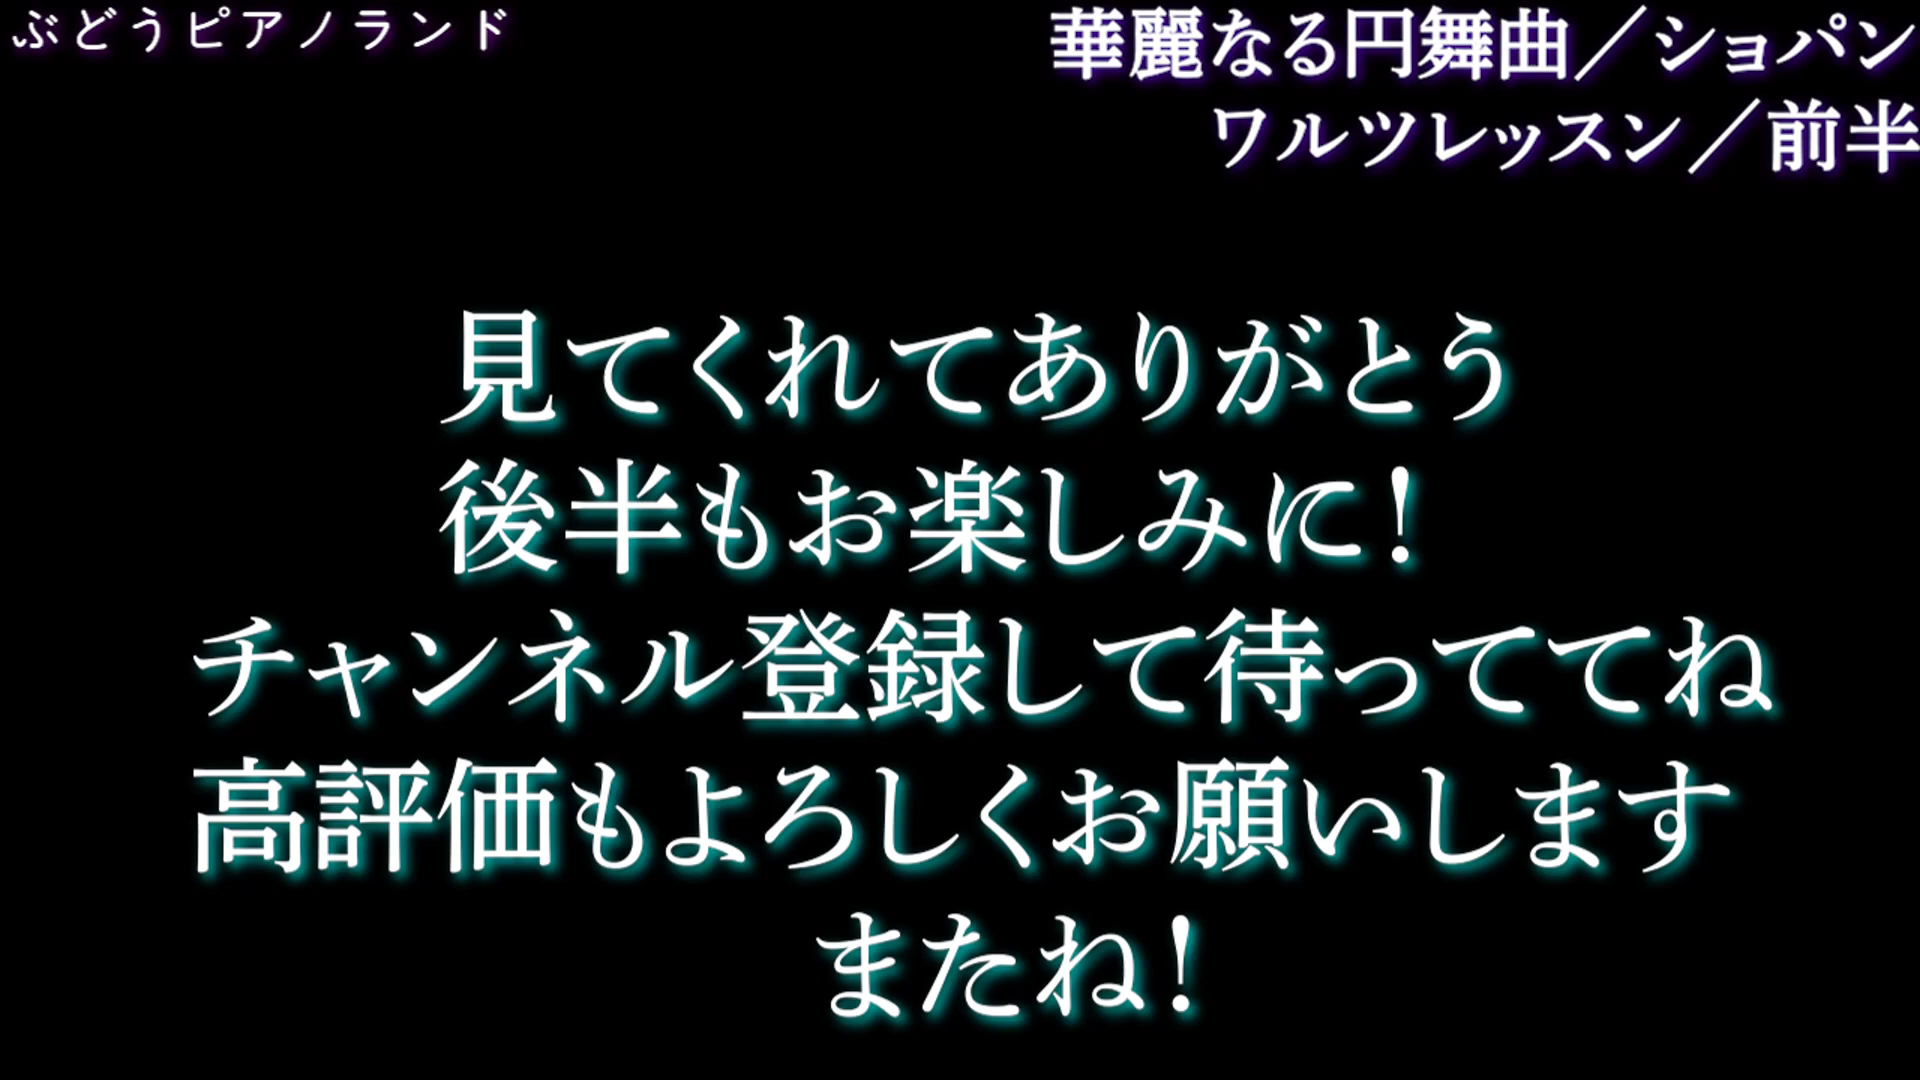 ぶどうピアノランド
華麗なる円舞曲／ショパン
ワルツレッスン／前半
見てくれてありがとう
後半もお楽しみに！
チャンネル登録して待っててね
高評価もよろしくお願いします
またね！